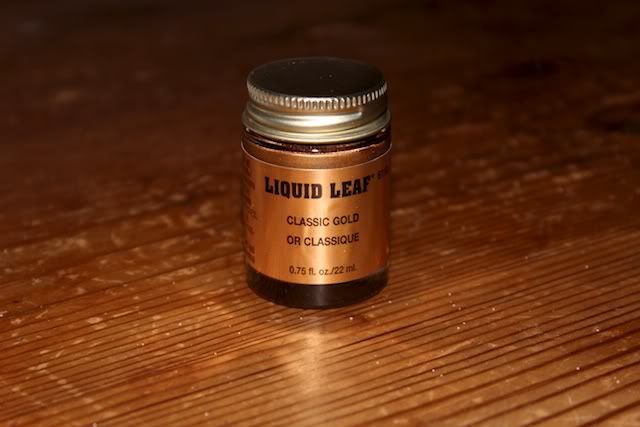 LIQUID LEAF®
CLASSIC GOLD
OR CLASSIQUE
0.75 fl. oz./22 ml.